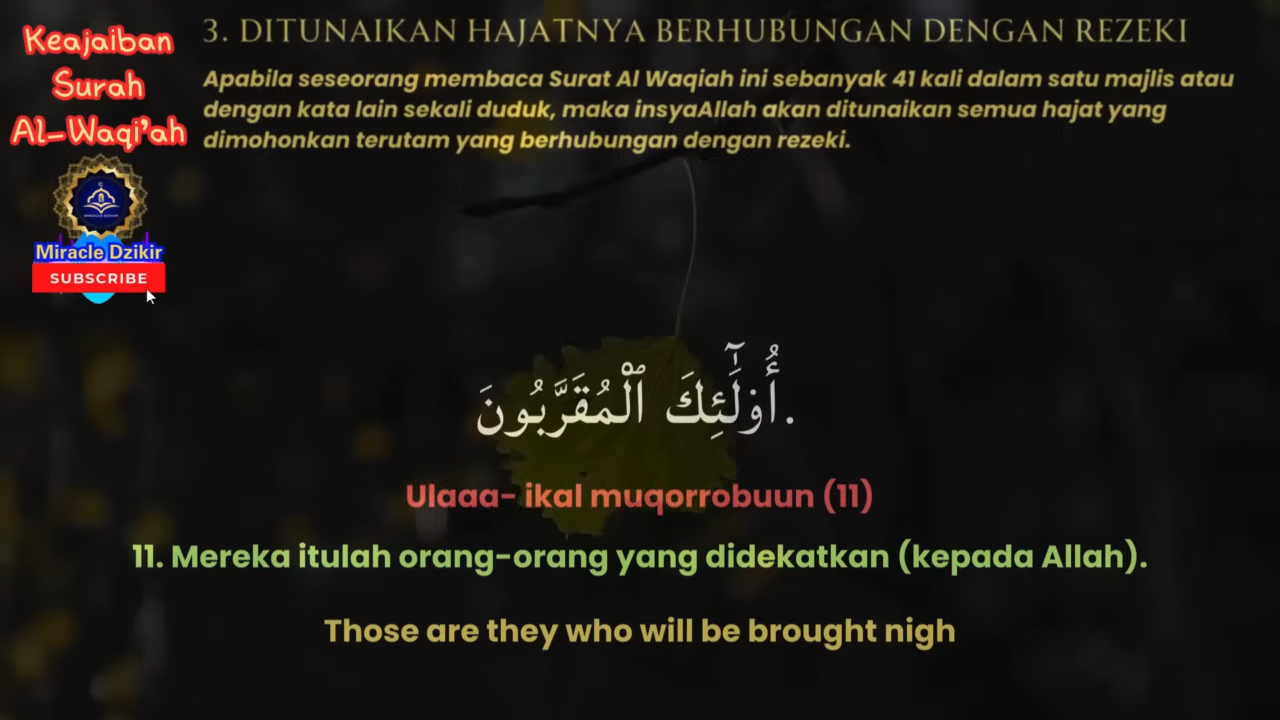 Keajaiban
Surah
Al-Waqi'ah
3. DITUNAIKAN HAJATNYA BERHUBUNGAN DENGAN REZEKI
Apabila seseorang membaca Surat Al Waqiah ini sebanyak 41 kali dalam satu majlis atau
dengan kata lain sekali duduk, maka insyaAllah akan ditunaikan semua hajat yang
dimohonkan terutam yang berhubungan dengan rezeki.
Miracle Dzikir
SUBSCRIBE
أُو۟لَـٰٓئِكَ ٱلْمُقَرَّبُونَ.
Ulaaa- ikal muqorrobuun (11)
11. Mereka itulah orang-orang yang didekatkan (kepada Allah).
Those are they who will be brought nigh